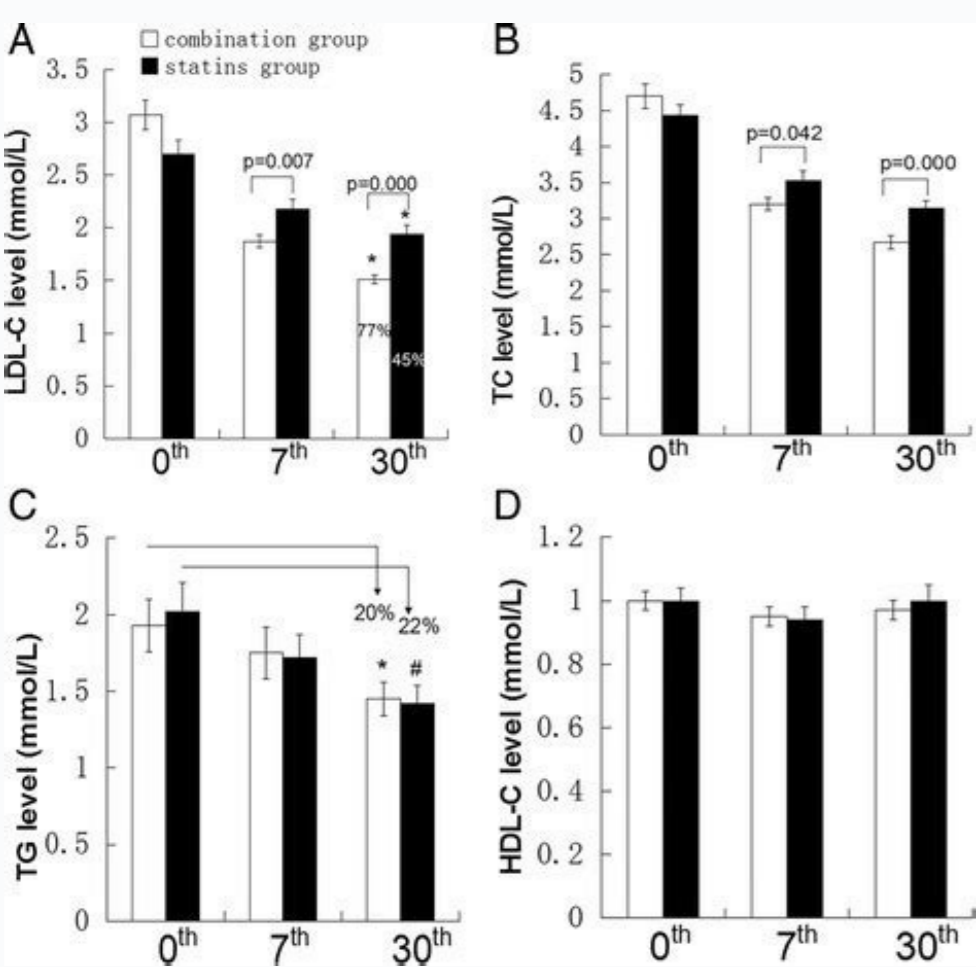 A
□ combination group
■ statins group
LDL-C level (mmol/L)
3.5
3
2.5
2
1.5
1
0.5
0
p=0.007
p=0.000
*
*
77%
45%
0th
7th
30th
B
TC level (mmol/L)
5
4.5
4
3.5
3
2.5
2
1.5
1
0.5
0
p=0.042
p=0.000
0th
7th
30th
C
TG level (mmol/L)
2.5
2
1.5
1
0.5
0
20%
22%
*
#
0th
7th
30th
D
HDL-C level (mmol/L)
1.2
1
0.8
0.6
0.4
0.2
0
0th
7th
30th